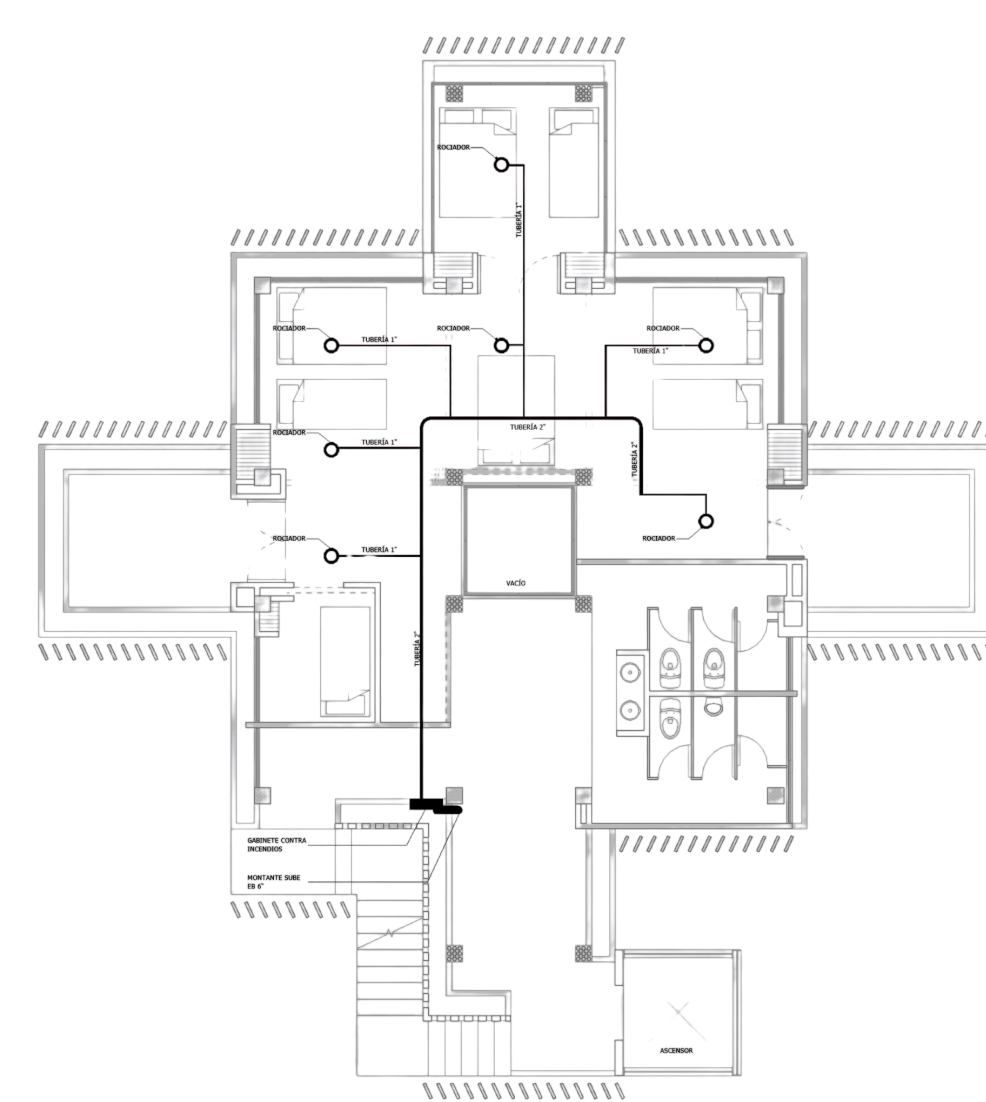 ROCIADOR
TUBERÍA 1"
ROCIADOR
TUBERÍA 1"
ROCIADOR
ROCIADOR
TUBERÍA 1"
TUBERÍA 2"
ROCIADOR
TUBERÍA 1"
TUBERÍA 2"
ROCIADOR
TUBERÍA 1"
ROCIADOR
VACÍO
TUBERÍA 2"
GABINETE CONTRA
INCENDIOS
MONTANTE SUBE
EB 6"
ASCENSOR